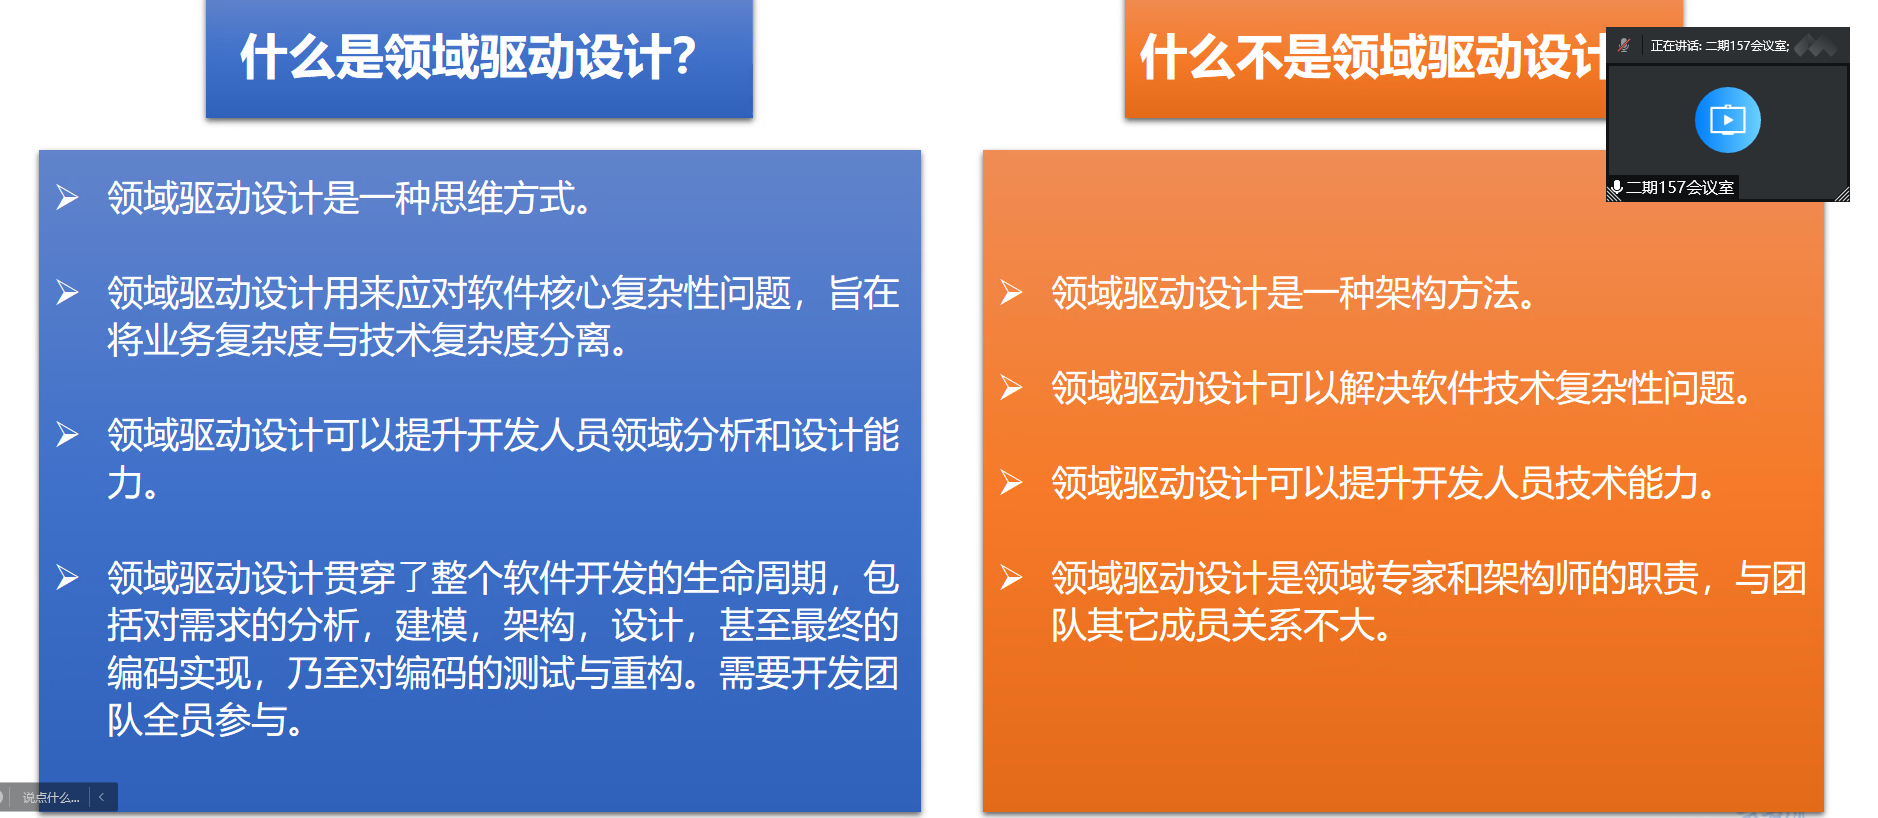 什么是领域驱动设计？
➢ 领域驱动设计是一种思维方式。
➢ 领域驱动设计用来应对软件核心复杂性问题，旨在
将业务复杂度与技术复杂度分离。
➢ 领域驱动设计可以提升开发人员领域分析和设计能
力。
➢ 领域驱动设计贯穿了整个软件开发的生命周期，包
括对需求的分析，建模，架构，设计，甚至最终的
编码实现，乃至对编码的测试与重构。需要开发团
队全员参与。
说点什么...
什么不是领域驱动设计
正在讲话: 二期157会议室;
二期157会议室
➢ 领域驱动设计是一种架构方法。
➢ 领域驱动设计可以解决软件技术复杂性问题。
➢ 领域驱动设计可以提升开发人员技术能力。
➢ 领域驱动设计是领域专家和架构师的职责，与团
队其它成员关系不大。